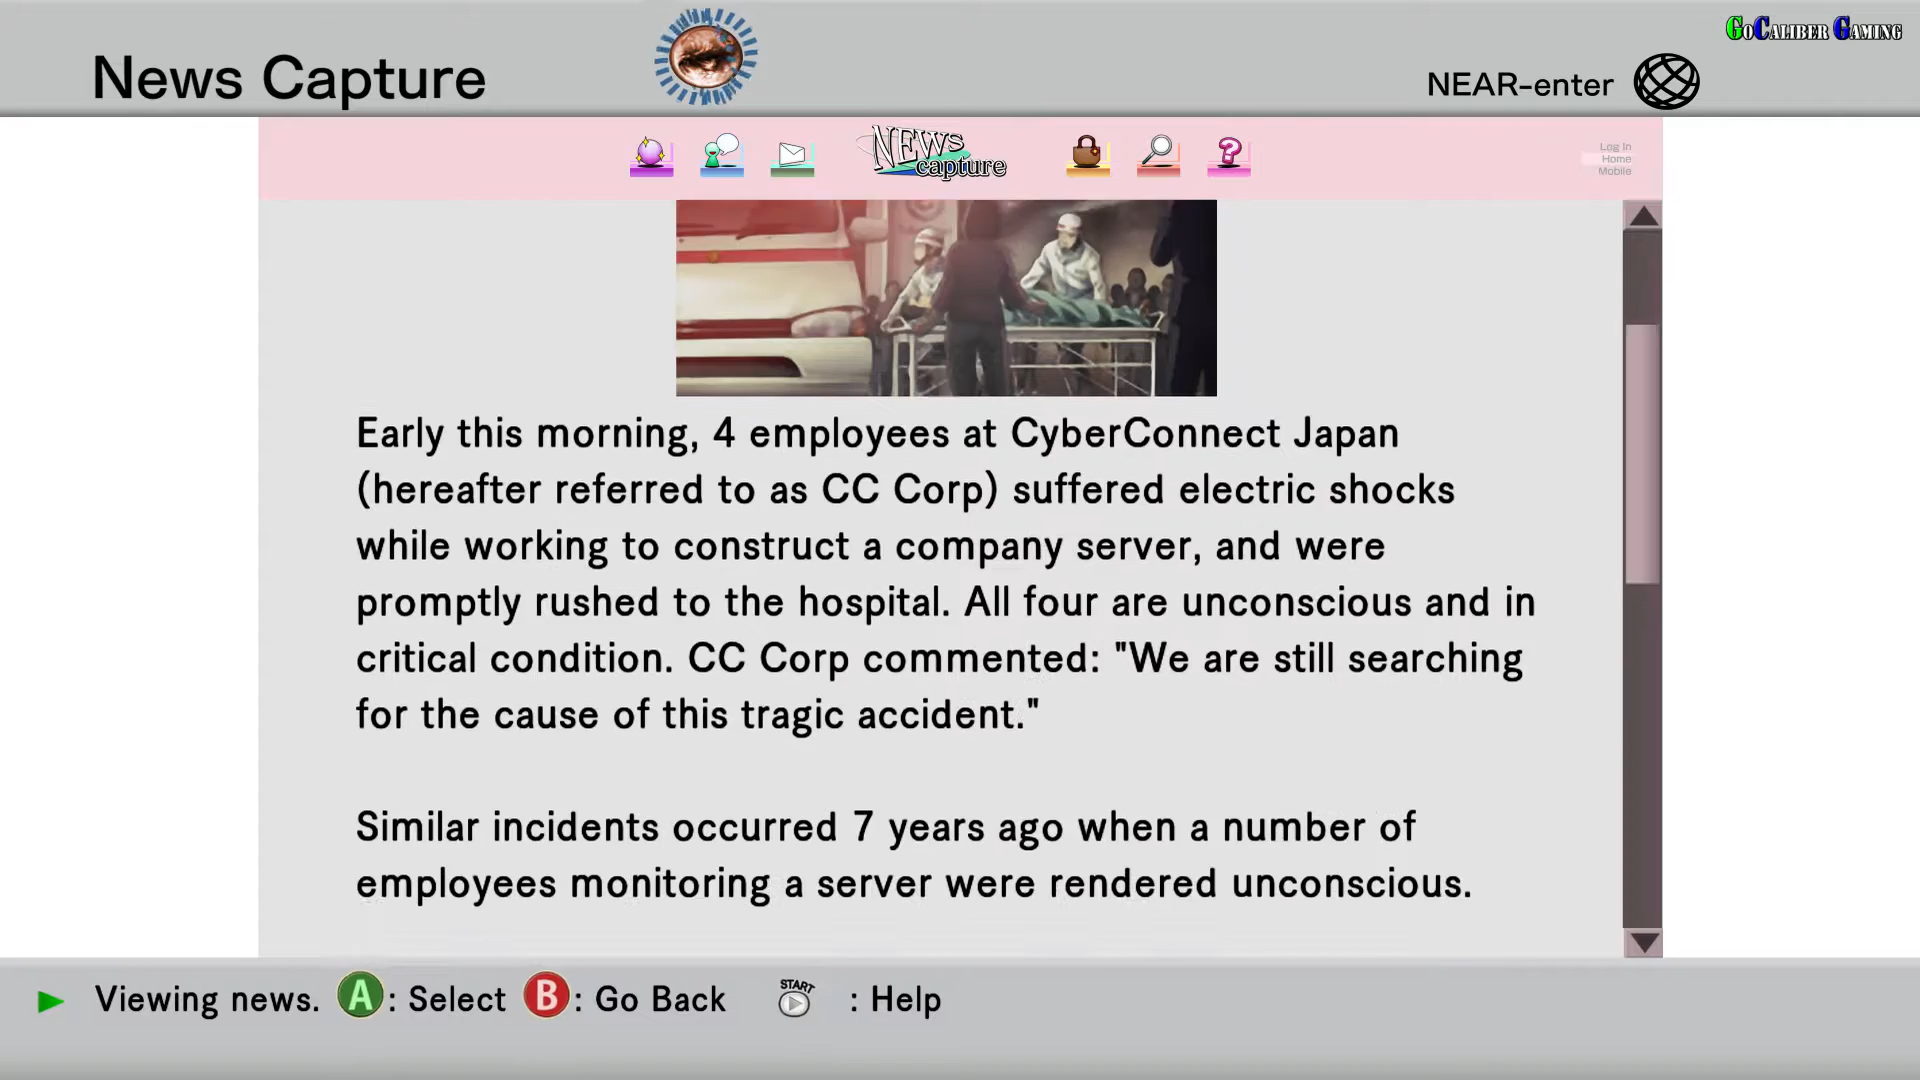 GoCaliber Gaming
News Capture
NEAR-enter
NEWS
capture
?
Log In
Home
Mobile
Early this morning, 4 employees at CyberConnect Japan
(hereafter referred to as CC Corp) suffered electric shocks
while working to construct a company server, and were
promptly rushed to the hospital. All four are unconscious and in
critical condition. CC Corp commented: "We are still searching
for the cause of this tragic accident."
Similar incidents occurred 7 years ago when a number of
employees monitoring a server were rendered unconscious.
Viewing news. A : Select B : Go Back START : Help